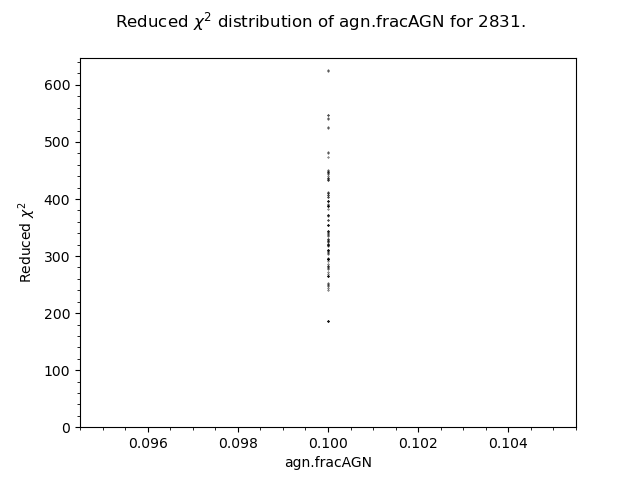 Reduced χ² distribution of agn.fracAGN for 2831.
600
500
400
300
200
100
0
Reduced χ²
0.096 0.098 0.100 0.102 0.104
agn.fracAGN